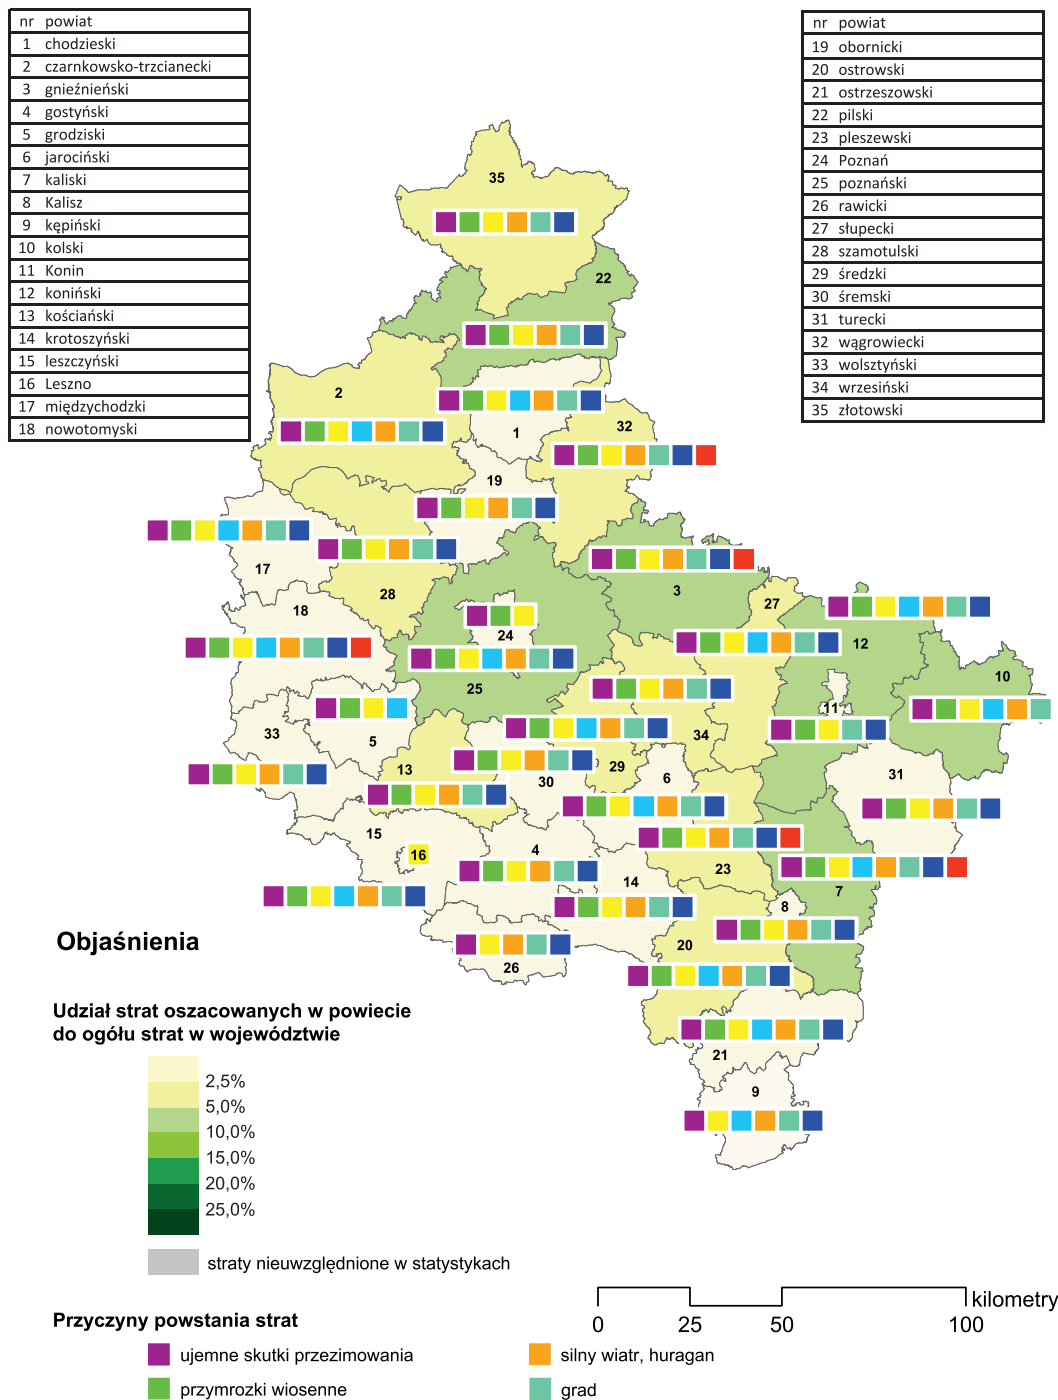 nr powiat
1 chodzieski
2 czarnkowsko-trzcianecki
3 gnieźnieński
4 gostyński
5 grodziski
6 jarociński
7 kaliski
8 Kalisz
9 kępiński
10 kolski
11 Konin
12 koniński
13 kościański
14 krotoszyński
15 leszczyński
16 Leszno
17 międzychodzki
18 nowotomyski
nr powiat
19 obornicki
20 ostrowski
21 ostrzeszowski
22 pilski
23 pleszewski
24 Poznań
25 poznański
26 rawicki
27 słupecki
28 szamotulski
29 średzki
30 śremski
31 turecki
32 wągrowiecki
33 wolsztyński
34 wrzesiński
35 złotowski
35
22
2
1
32
19
17
28
3
27
18
24
12
25
10
11
33
5
34
13
29
6
31
30
15
16
4
14
23
7
8
20
26
21
9
Objaśnienia
Udział strat oszacowanych w powiecie
do ogółu strat w województwie
2,5%
5,0%
10,0%
15,0%
20,0%
25,0%
straty nieuwzględnione w statystykach
kilometry
0 25 50 100
Przyczyny powstania strat
ujemne skutki przezimowania
silny wiatr, huragan
przymrozki wiosenne
grad